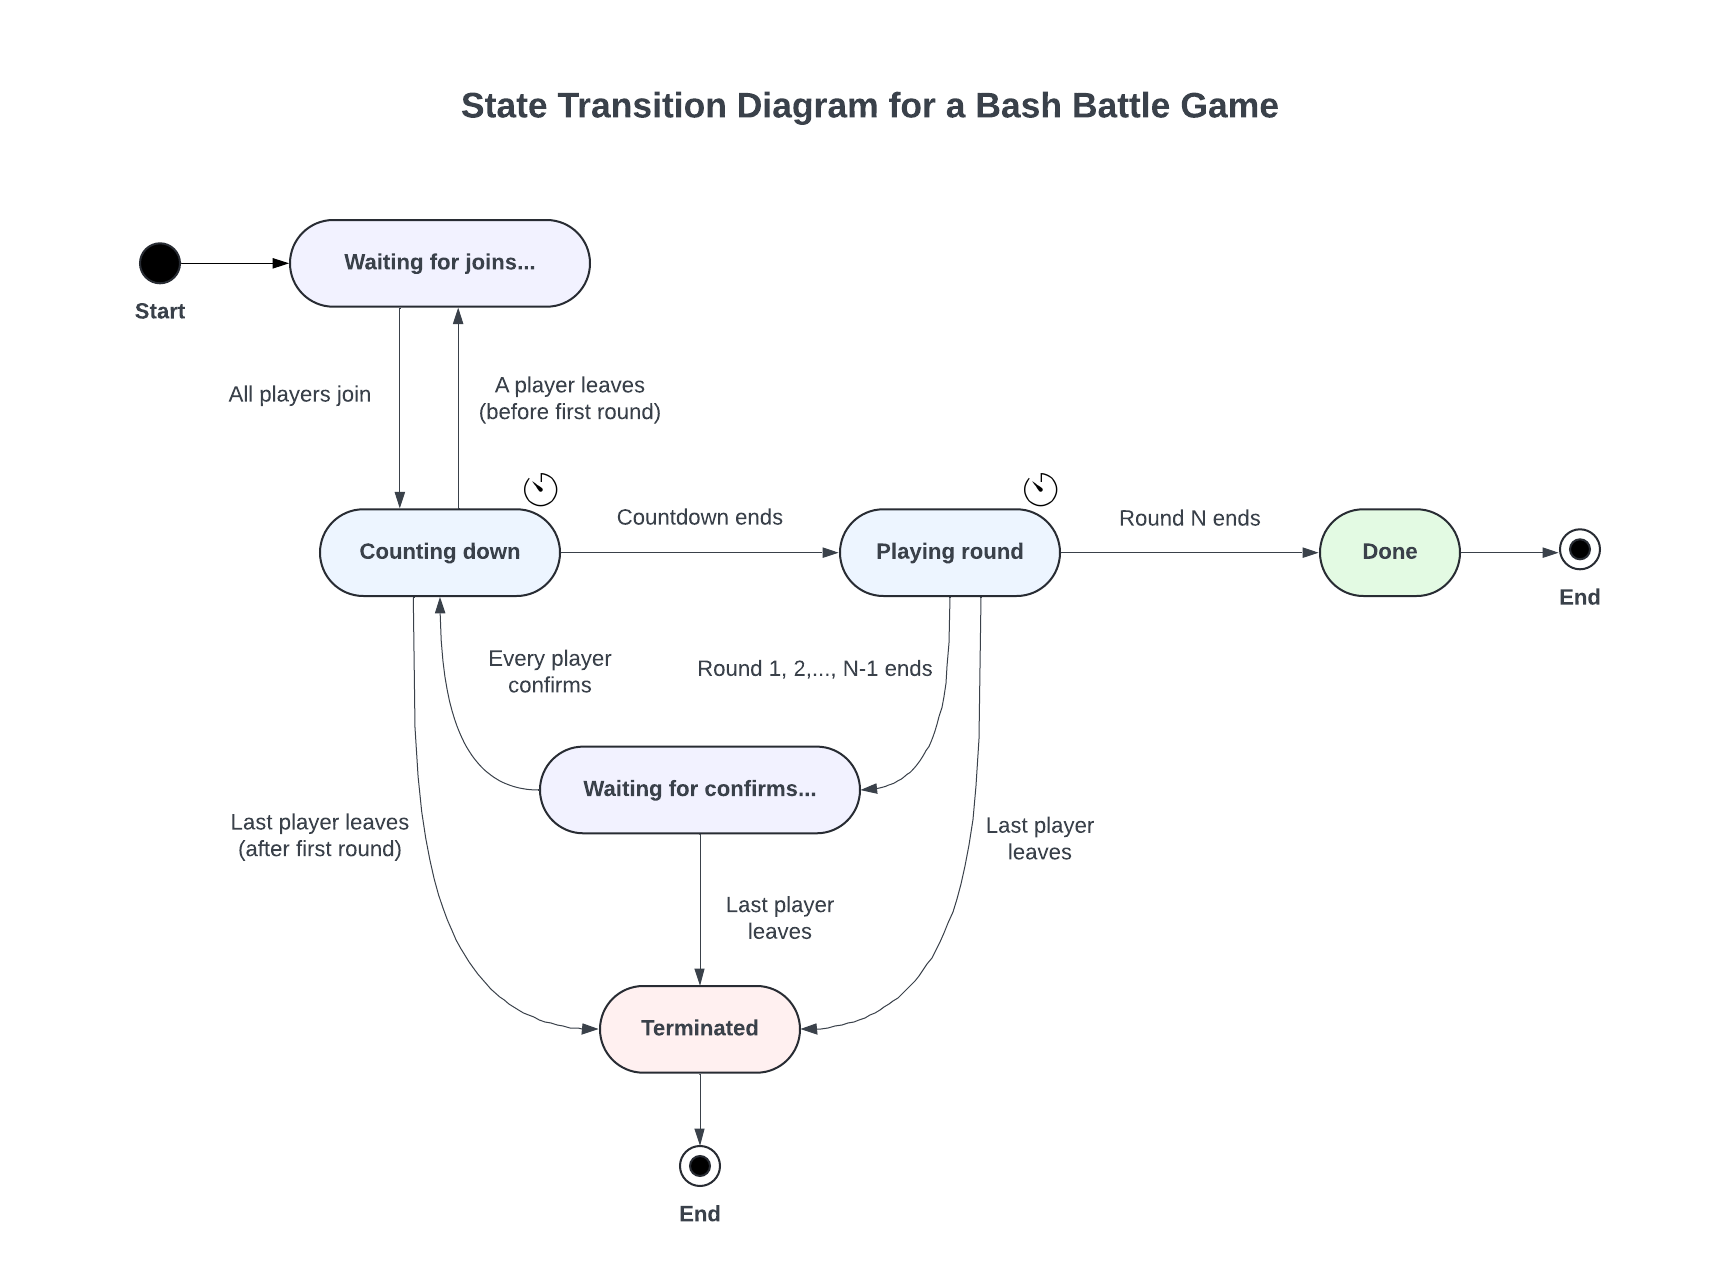 State Transition Diagram for a Bash Battle Game
Waiting for joins...
Start
All players join
A player leaves
(before first round)
Countdown ends
Round N ends
Counting down
Playing round
Done
End
Every player
confirms
Round 1, 2,..., N-1 ends
Waiting for confirms...
Last player leaves
(after first round)
Last player
leaves
Last player
leaves
Terminated
End